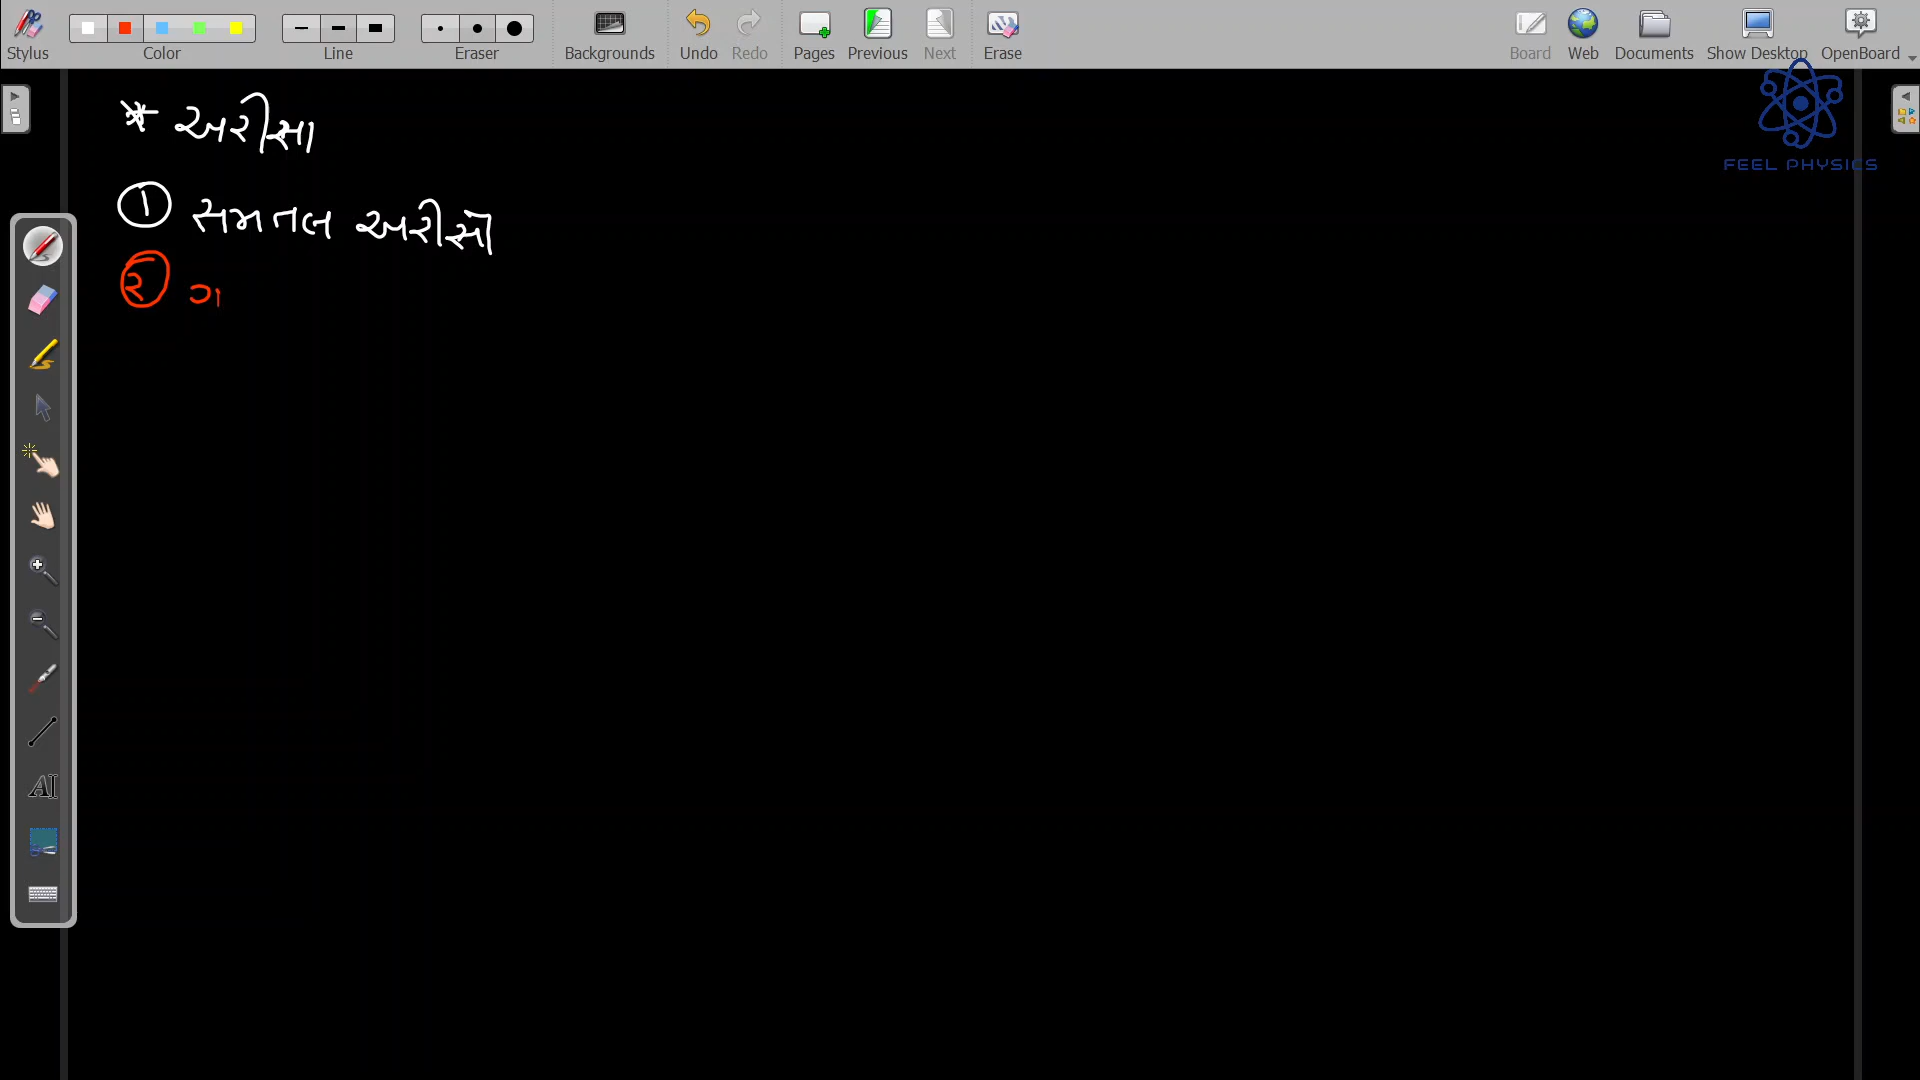 Stylus Color Line Eraser Backgrounds Undo Redo Pages Previous Next Erase Board Web Documents Show Desktop OpenBoard
FEEL PHYSICS
* અરીસા
① સમતલ અરીસો
૨ ગ